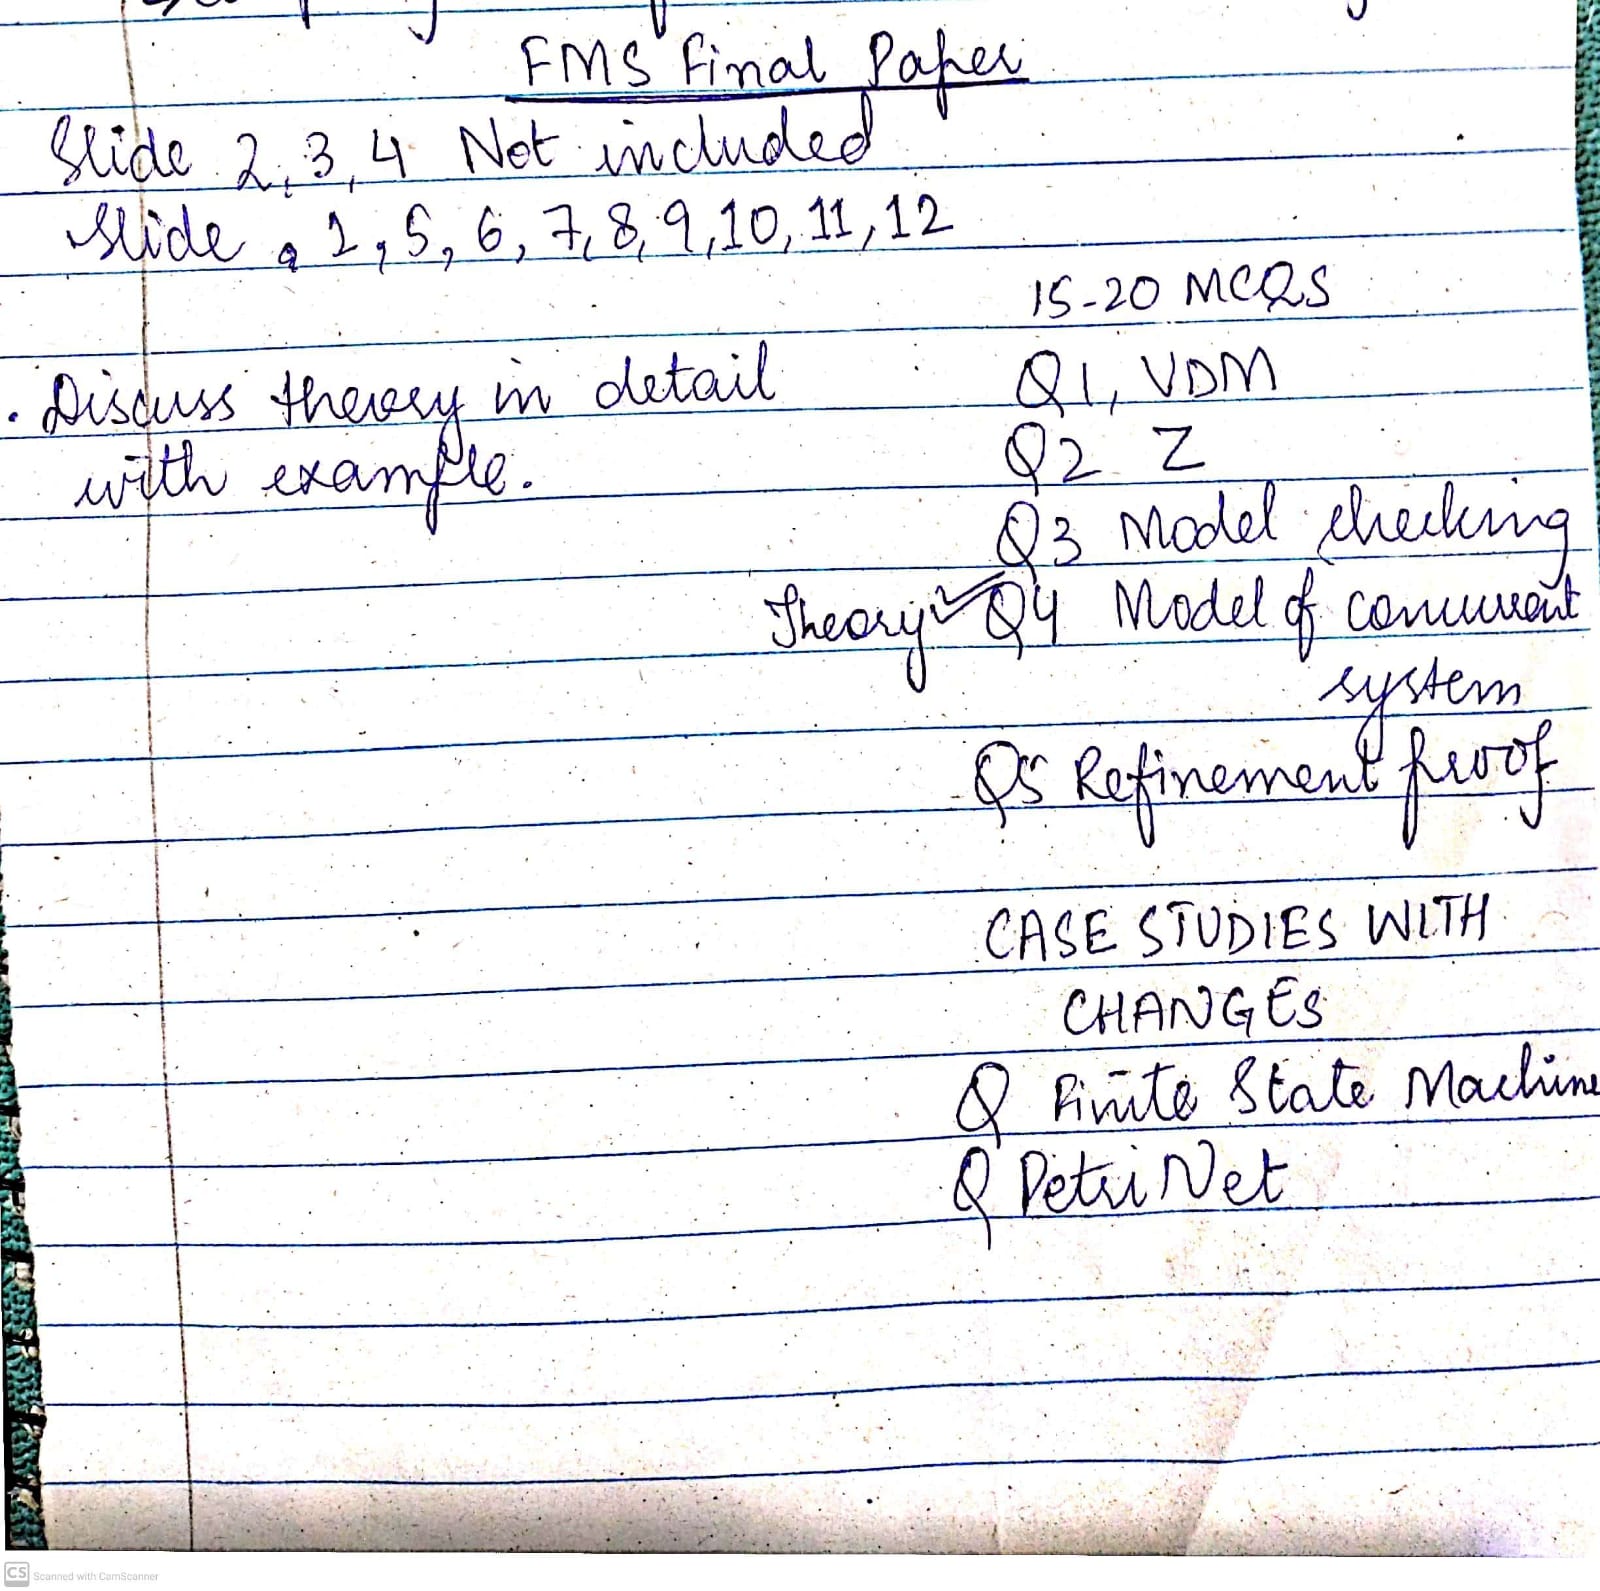 FMS Final Paper
Slide 2, 3, 4 Not included
Slide 1, 5, 6, 7, 8, 9, 10, 11, 12
15-20 MCQS
. Discuss theory in detail
with example.
Q1, VDM
Q2 Z
Q3 Model checking
Theory Q4 Model of concurrent
system
Q5 Refinement proof
CASE STUDIES WITH
CHANGES
Q Finite State Machine
Q Petri Net
CS Scanned with CamScanner